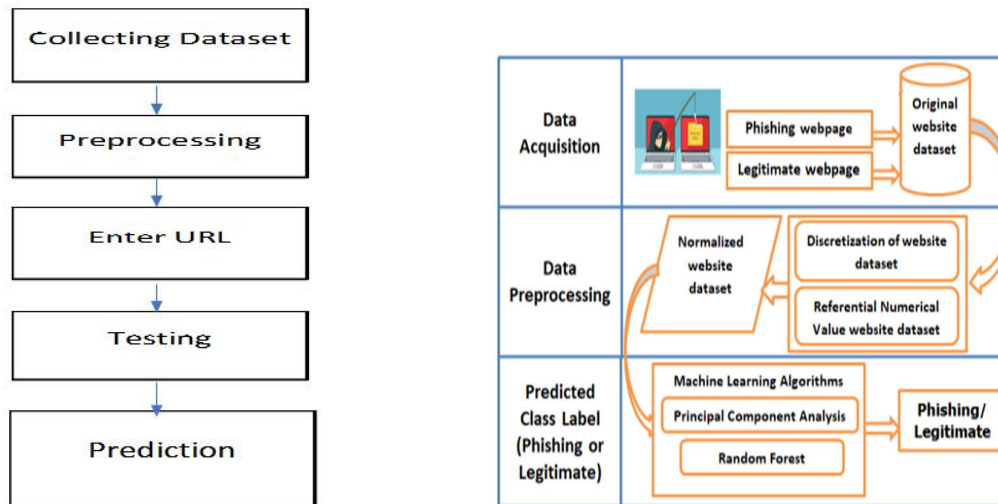 Collecting Dataset
Preprocessing
Enter URL
Testing
Prediction
Data
Acquisition
Phishing webpage
Legitimate webpage
Original
website
dataset
Data
Preprocessing
Normalized
website
dataset
Discretization of website
dataset
Referential Numerical
Value website dataset
Predicted
Class Label
(Phishing or
Legitimate)
Machine Learning Algorithms
Principal Component Analysis
Random Forest
Phishing/
Legitimate